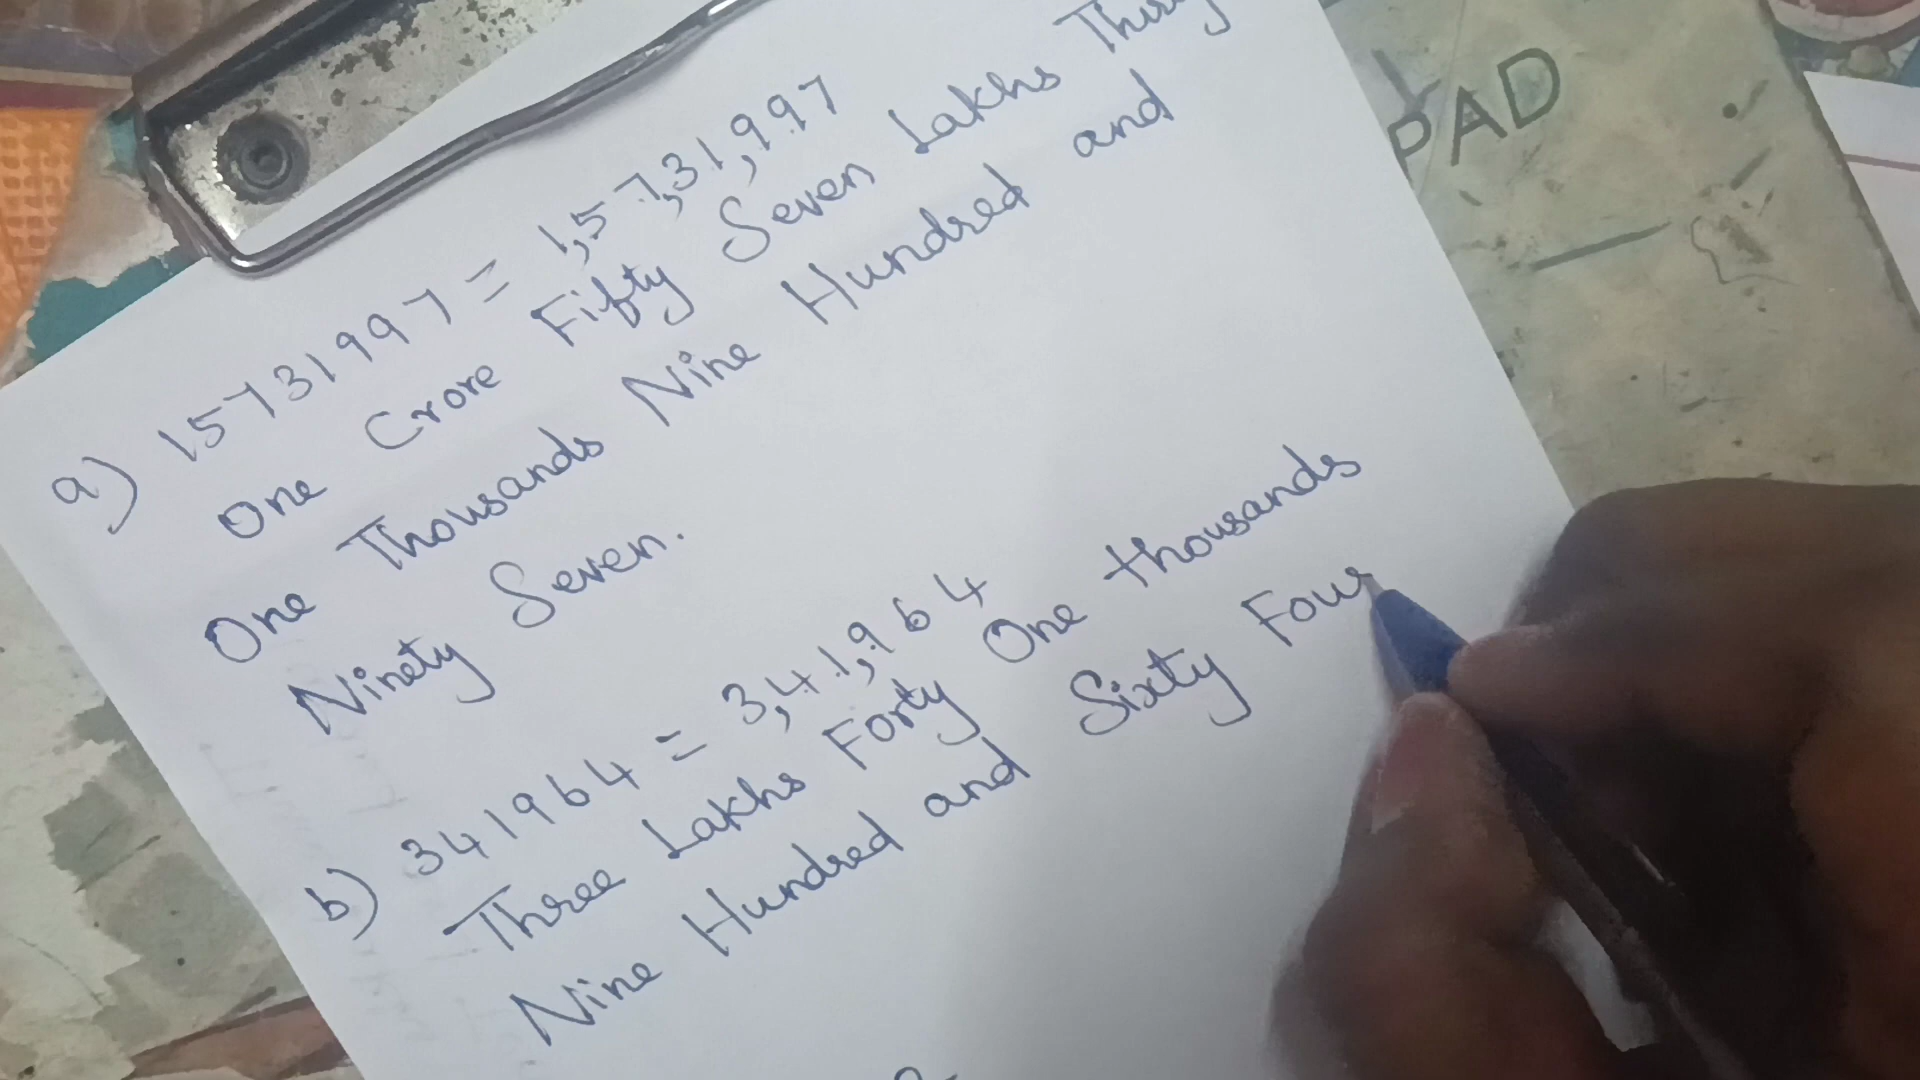 a) 15731997 = 1,57,31,997
One Crore Fifty Seven Lakhs Thirty
One Thousands Nine Hundred and
Ninety Seven.
b) 341964 = 3,41,964
Three Lakhs Forty One thousands
Nine Hundred and Sixty Four
PAD